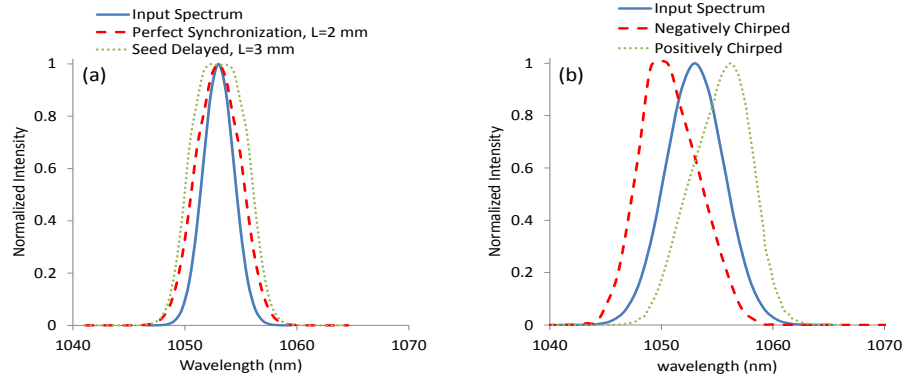 Input Spectrum
Perfect Synchronization, L=2 mm
Seed Delayed, L=3 mm
(a)
Normalized Intensity
1
0.8
0.6
0.4
0.2
0
1040
1050
1060
1070
Wavelength (nm)
Input Spectrum
Negatively Chirped
Positively Chirped
(b)
Normalized Intensity
1
0.8
0.6
0.4
0.2
0
1040
1050
1060
1070
wavelength (nm)